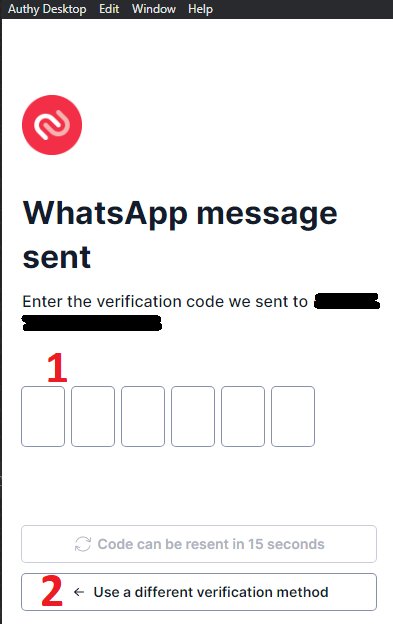 Authy Desktop Edit Window Help
WhatsApp message
sent
Enter the verification code we sent to
1
Code can be resent in 15 seconds
2 ← Use a different verification method